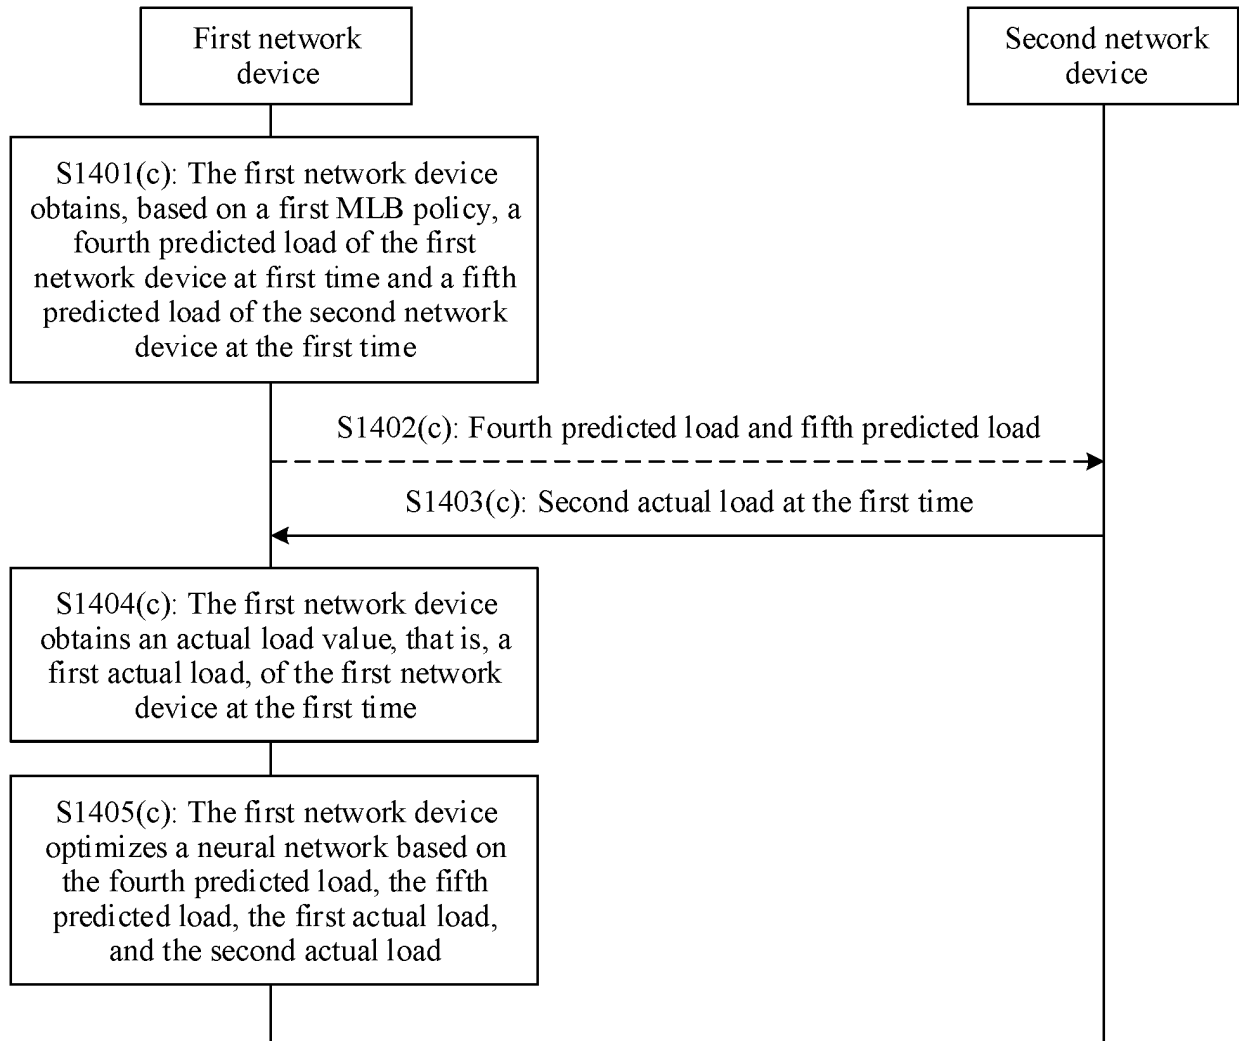 First network
device
Second network
device
S1401(c): The first network device
obtains, based on a first MLB policy, a
fourth predicted load of the first
network device at first time and a fifth
predicted load of the second network
device at the first time
S1402(c): Fourth predicted load and fifth predicted load
S1403(c): Second actual load at the first time
S1404(c): The first network device
obtains an actual load value, that is, a
first actual load, of the first network
device at the first time
S1405(c): The first network device
optimizes a neural network based on
the fourth predicted load, the fifth
predicted load, the first actual load,
and the second actual load